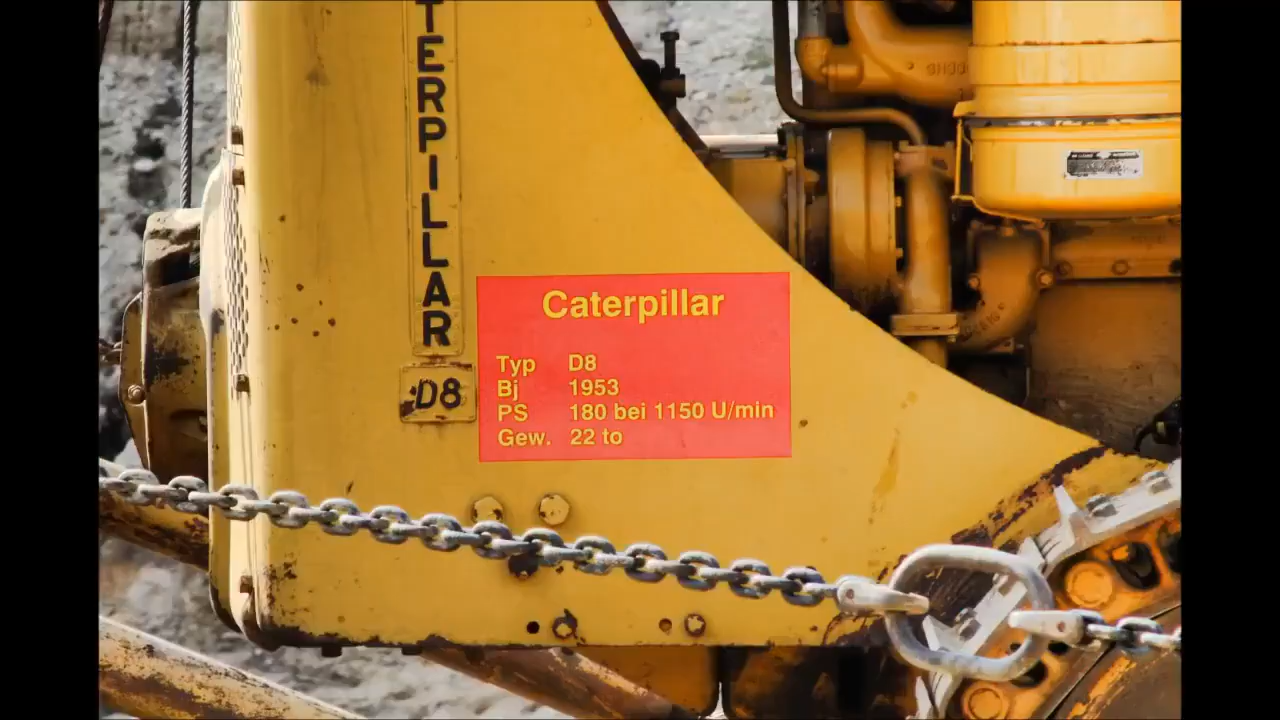 TERPILLAR
D8
Caterpillar
Typ D8
Bj 1953
PS 180 bei 1150 U/min
Gew. 22 to